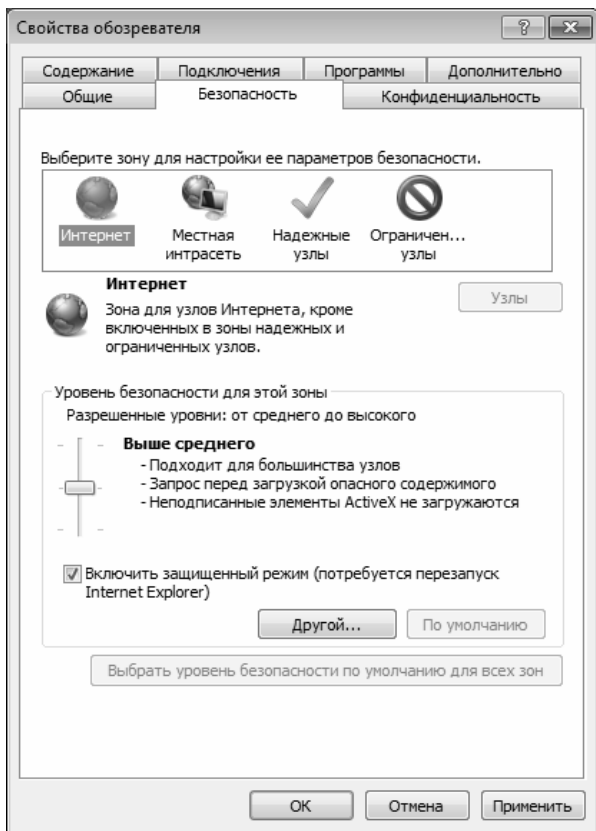 Свойства обозревателя
Содержание Подключения Программы Дополнительно
Общие Безопасность Конфиденциальность
Выберите зону для настройки ее параметров безопасности.
Интернет Местная Надежные Ограничен...
интрасеть узлы узлы
Интернет
Узлы
Зона для узлов Интернета, кроме
включенных в зоны надежных и
ограниченных узлов.
Уровень безопасности для этой зоны
Разрешенные уровни: от среднего до высокого
Выше среднего
- Подходит для большинства узлов
- Запрос перед загрузкой опасного содержимого
- Неподписанные элементы ActiveX не загружаются
Включить защищенный режим (потребуется перезапуск
Internet Explorer)
Другой... По умолчанию
Выбрать уровень безопасности по умолчанию для всех зон
ОК Отмена Применить